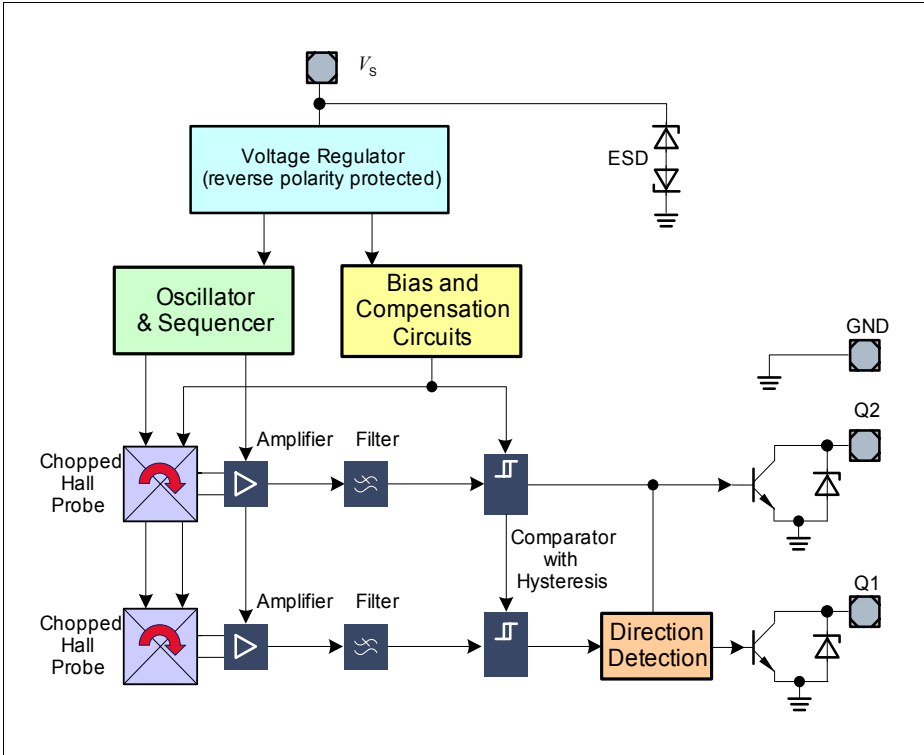 VS
Voltage Regulator
(reverse polarity protected)
ESD
Oscillator
& Sequencer
Bias and
Compensation
Circuits
GND
Q2
Amplifier
Filter
Chopped
Hall
Probe
Comparator
with
Hysteresis
Q1
Amplifier
Filter
Chopped
Hall
Probe
Direction
Detection